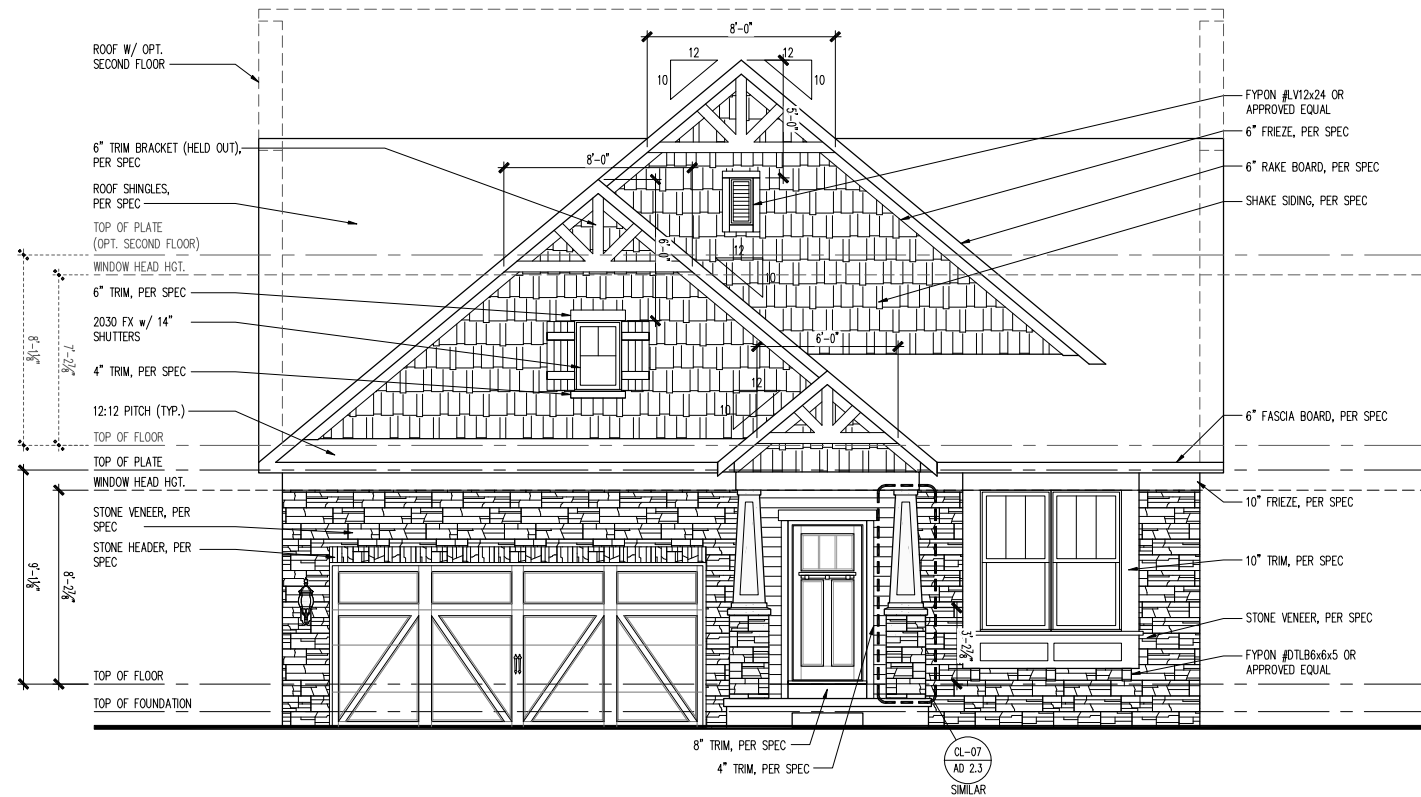 ROOF W/ OPT.
SECOND FLOOR
6" TRIM BRACKET (HELD OUT),
PER SPEC
ROOF SHINGLES,
PER SPEC
TOP OF PLATE
(OPT. SECOND FLOOR)
WINDOW HEAD HGT.
6" TRIM, PER SPEC
2030 FX w/ 14"
SHUTTERS
4" TRIM, PER SPEC
12:12 PITCH (TYP.)
TOP OF FLOOR
TOP OF PLATE
WINDOW HEAD HGT.
STONE VENEER, PER
SPEC
STONE HEADER, PER
SPEC
TOP OF FLOOR
TOP OF FOUNDATION
8'-1⅛"
7'-2⅞"
9'-1⅛"
8'-2⅞"
8'-0"
12
10
12
10
5'-0"
8'-0"
6'-0"
12
10
6'-0"
12
10
3'-2⅞"
FYPON #LV12x24 OR
APPROVED EQUAL
6" FRIEZE, PER SPEC
6" RAKE BOARD, PER SPEC
SHAKE SIDING, PER SPEC
6" FASCIA BOARD, PER SPEC
10" FRIEZE, PER SPEC
10" TRIM, PER SPEC
STONE VENEER, PER SPEC
FYPON #DTLB6x6x5 OR
APPROVED EQUAL
8" TRIM, PER SPEC
4" TRIM, PER SPEC
CL-07
AD 2.3
SIMILAR